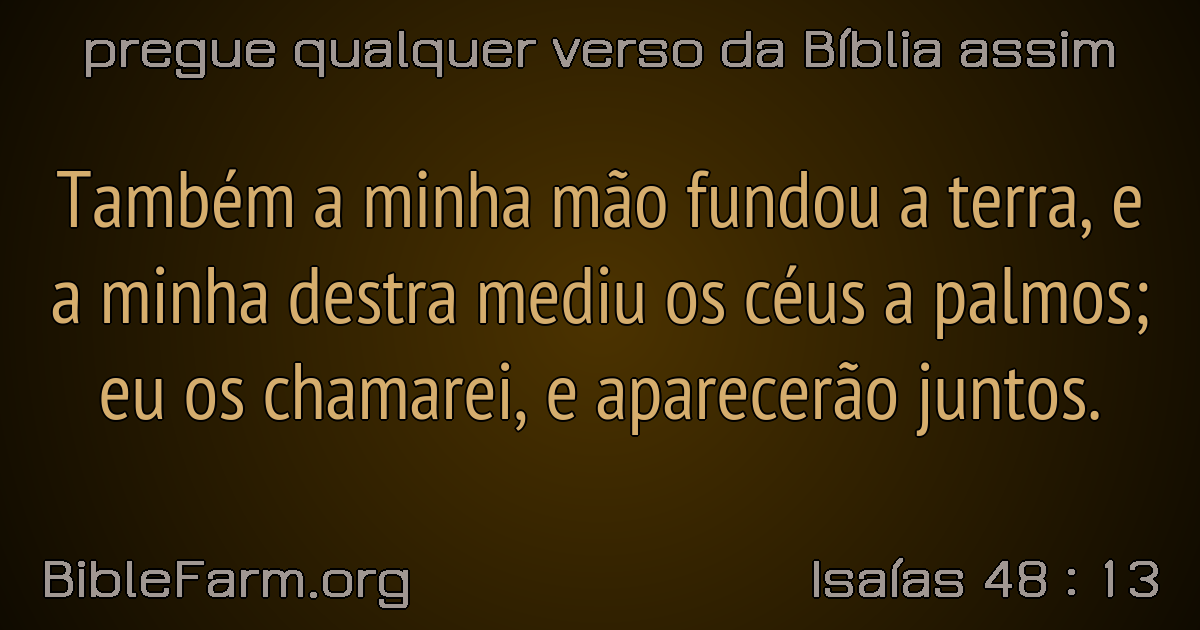 pregue qualquer verso da Bíblia assim
Também a minha mão fundou a terra, e
a minha destra mediu os céus a palmos;
eu os chamarei, e aparecerão juntos.
BibleFarm.org
Isaías 48 : 13